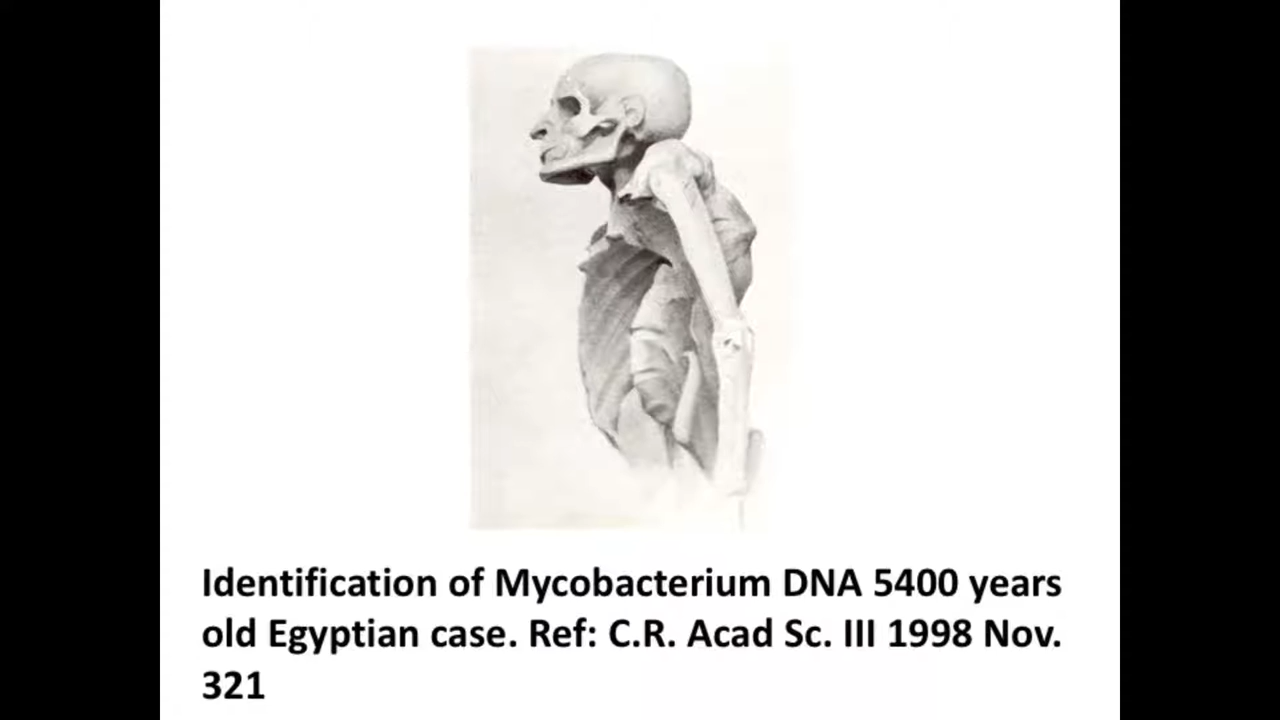 Identification of Mycobacterium DNA 5400 years
old Egyptian case. Ref: C.R. Acad Sc. III 1998 Nov.
321